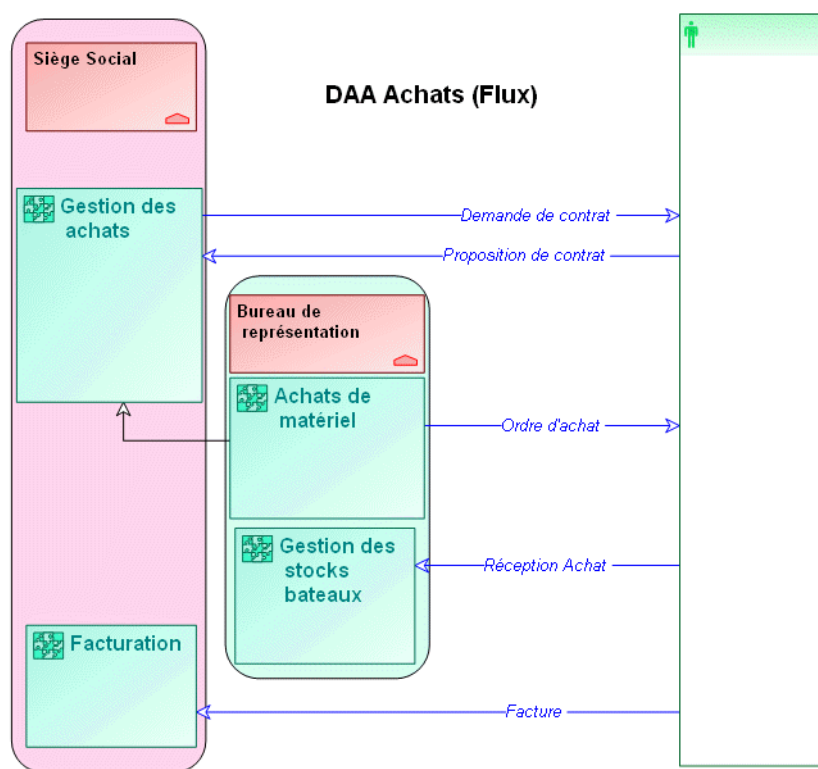 Siège Social
DAA Achats (Flux)
Gestion des
achats
Demande de contrat
Proposition de contrat
Bureau de
représentation
Achats de
matériel
Ordre d'achat
Gestion des
stocks
bateaux
Réception Achat
Facturation
Facture